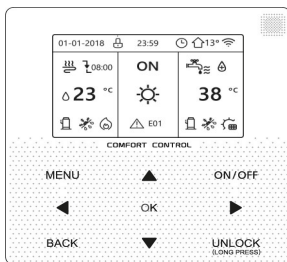 01-01-2018 23:59 13°
08:00 ON
23 °C 38 °C
E01
COMFORT CONTROL
MENU ON/OFF
OK
BACK UNLOCK
(LONG PRESS)